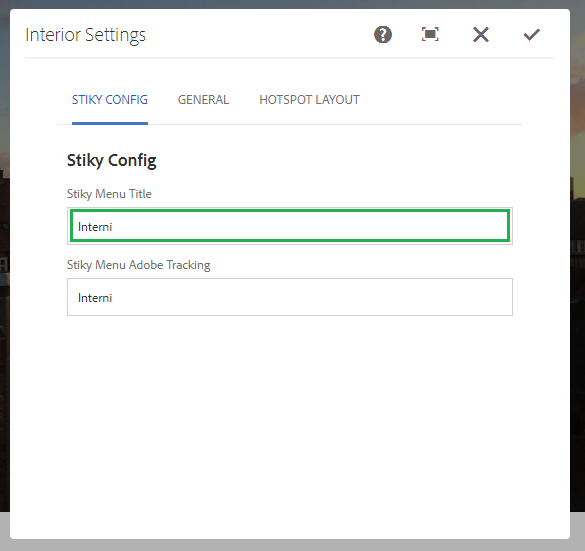 Interior Settings
STIKY CONFIG GENERAL HOTSPOT LAYOUT
Stiky Config
Stiky Menu Title
Interni
Stiky Menu Adobe Tracking
Interni